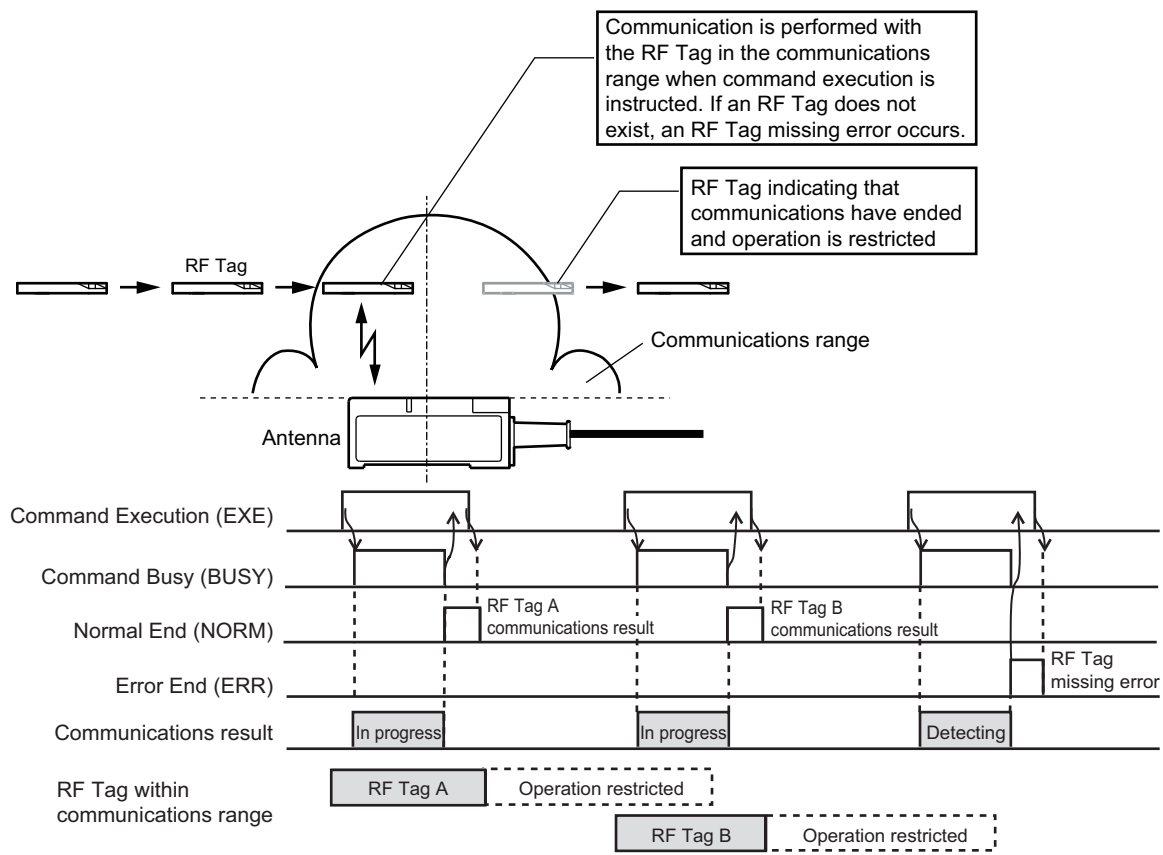 Communication is performed with
the RF Tag in the communications
range when command execution is
instructed. If an RF Tag does not
exist, an RF Tag missing error occurs.
RF Tag indicating that
communications have ended
and operation is restricted
RF Tag
Communications range
Antenna
Command Execution (EXE)
Command Busy (BUSY)
Normal End (NORM)
RF Tag A
communications result
RF Tag B
communications result
Error End (ERR)
RF Tag
missing error
Communications result
In progress
In progress
Detecting
RF Tag within
communications range
RF Tag A
Operation restricted
RF Tag B
Operation restricted